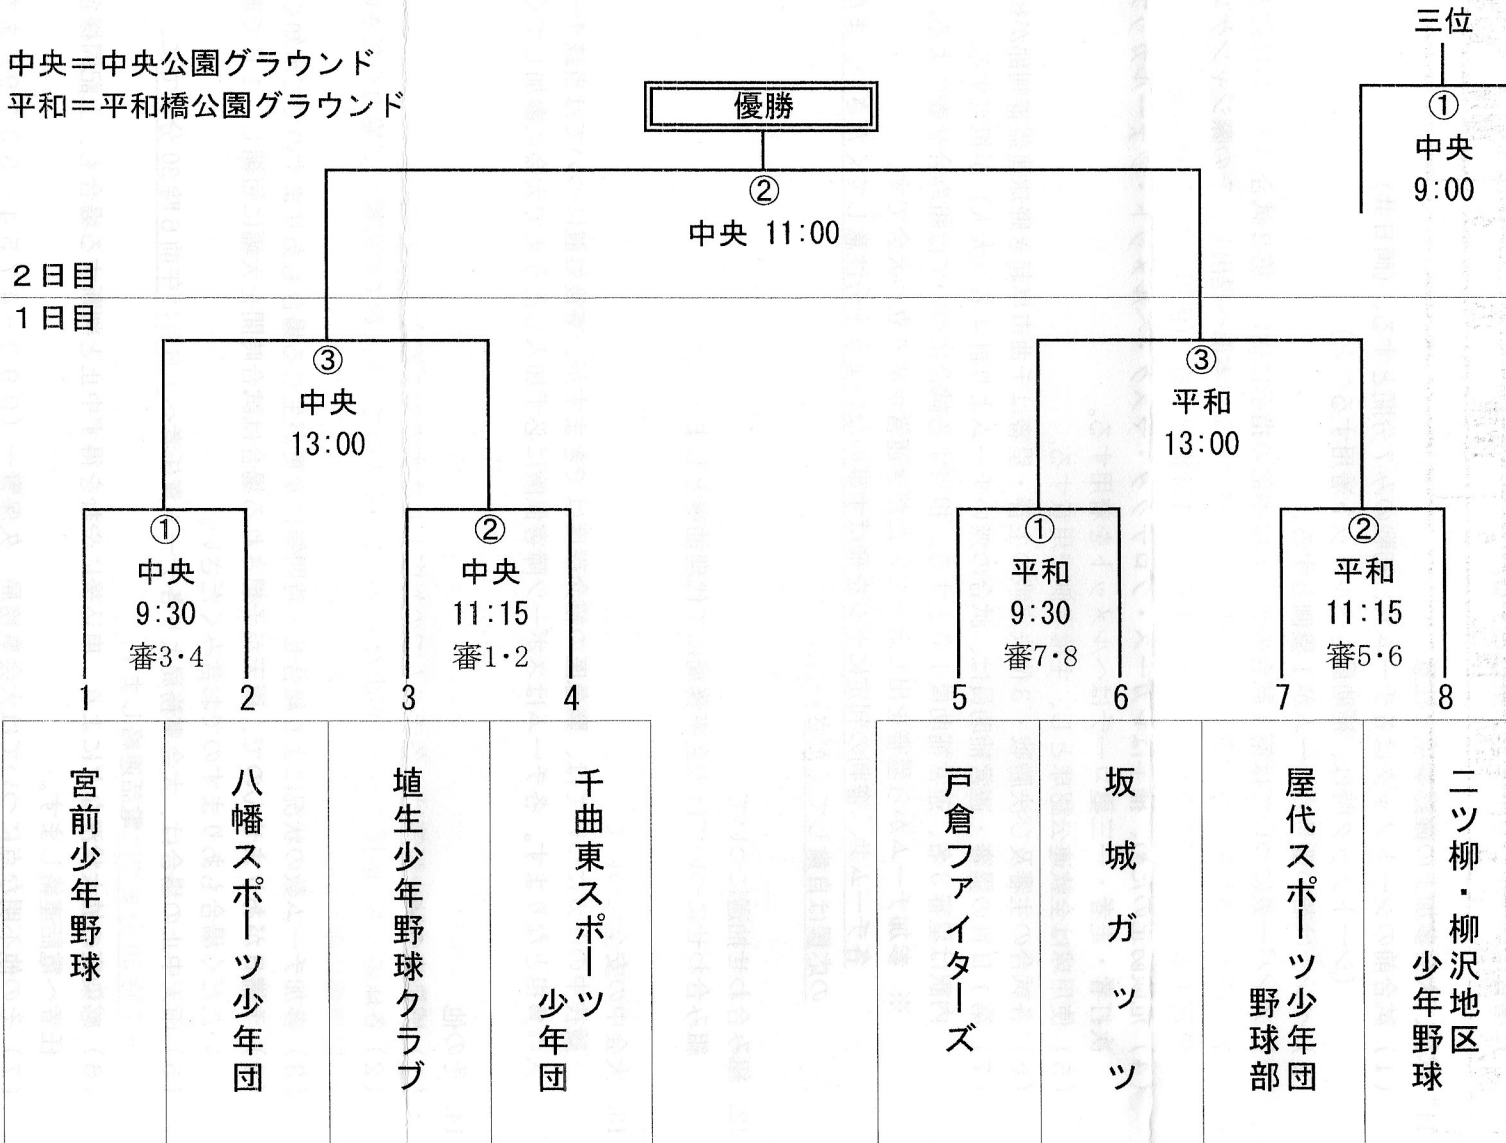 三位
中央＝中央公園グラウンド
平和＝平和橋公園グラウンド
優勝
①
中央
9:00
②
中央 11:00
2日目
1日目
③
中央
13:00
③
平和
13:00
①
中央
9:30
審3・4
②
中央
11:15
審1・2
①
平和
9:30
審7・8
②
平和
11:15
審5・6
1
2
3
4
5
6
7
8
宮前少年野球
八幡スポーツ少年団
埴生少年野球クラブ
千曲東スポーツ
少年団
戸倉ファイターズ
坂城ガッツ
屋代スポーツ少年団
野球部
二ツ柳・柳沢地区
少年野球